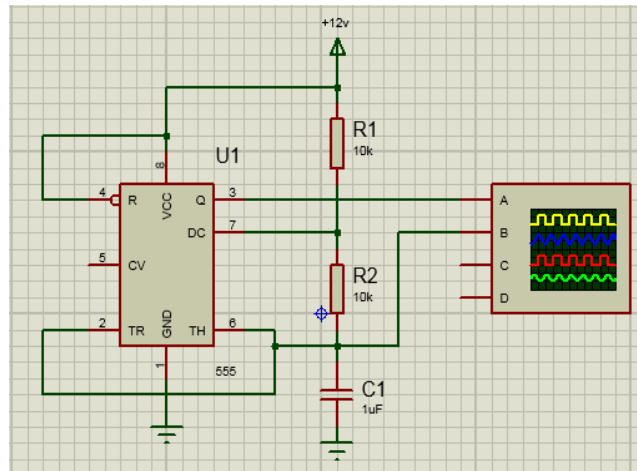 +12v
R1
10k
U1
8
4
R
VCC
Q
3
A
DC
7
B
5
CV
R2
10k
C
D
2
TR
GND
TH
6
1
555
C1
1uF